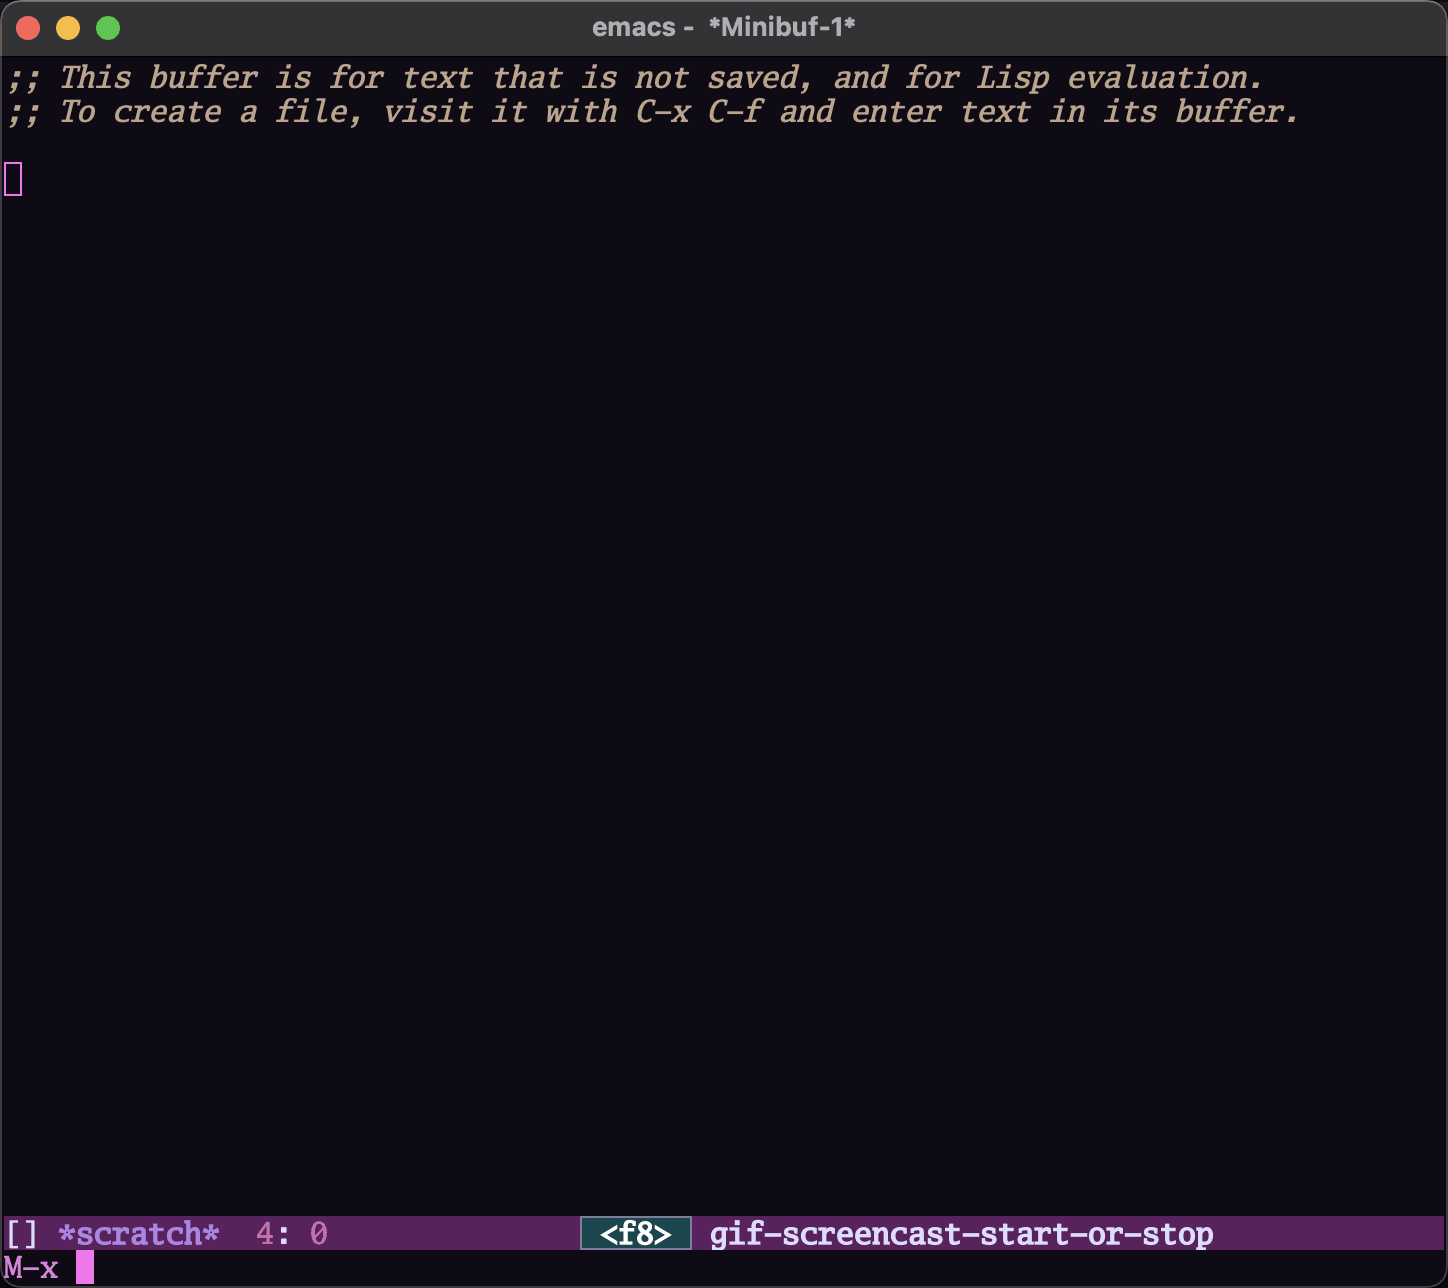 emacs -  *Minibuf-1*
;; This buffer is for text that is not saved, and for Lisp evaluation.
;; To create a file, visit it with C-x C-f and enter text in its buffer.
[] *scratch*  4: 0 <f8> gif-screencast-start-or-stop
M-x